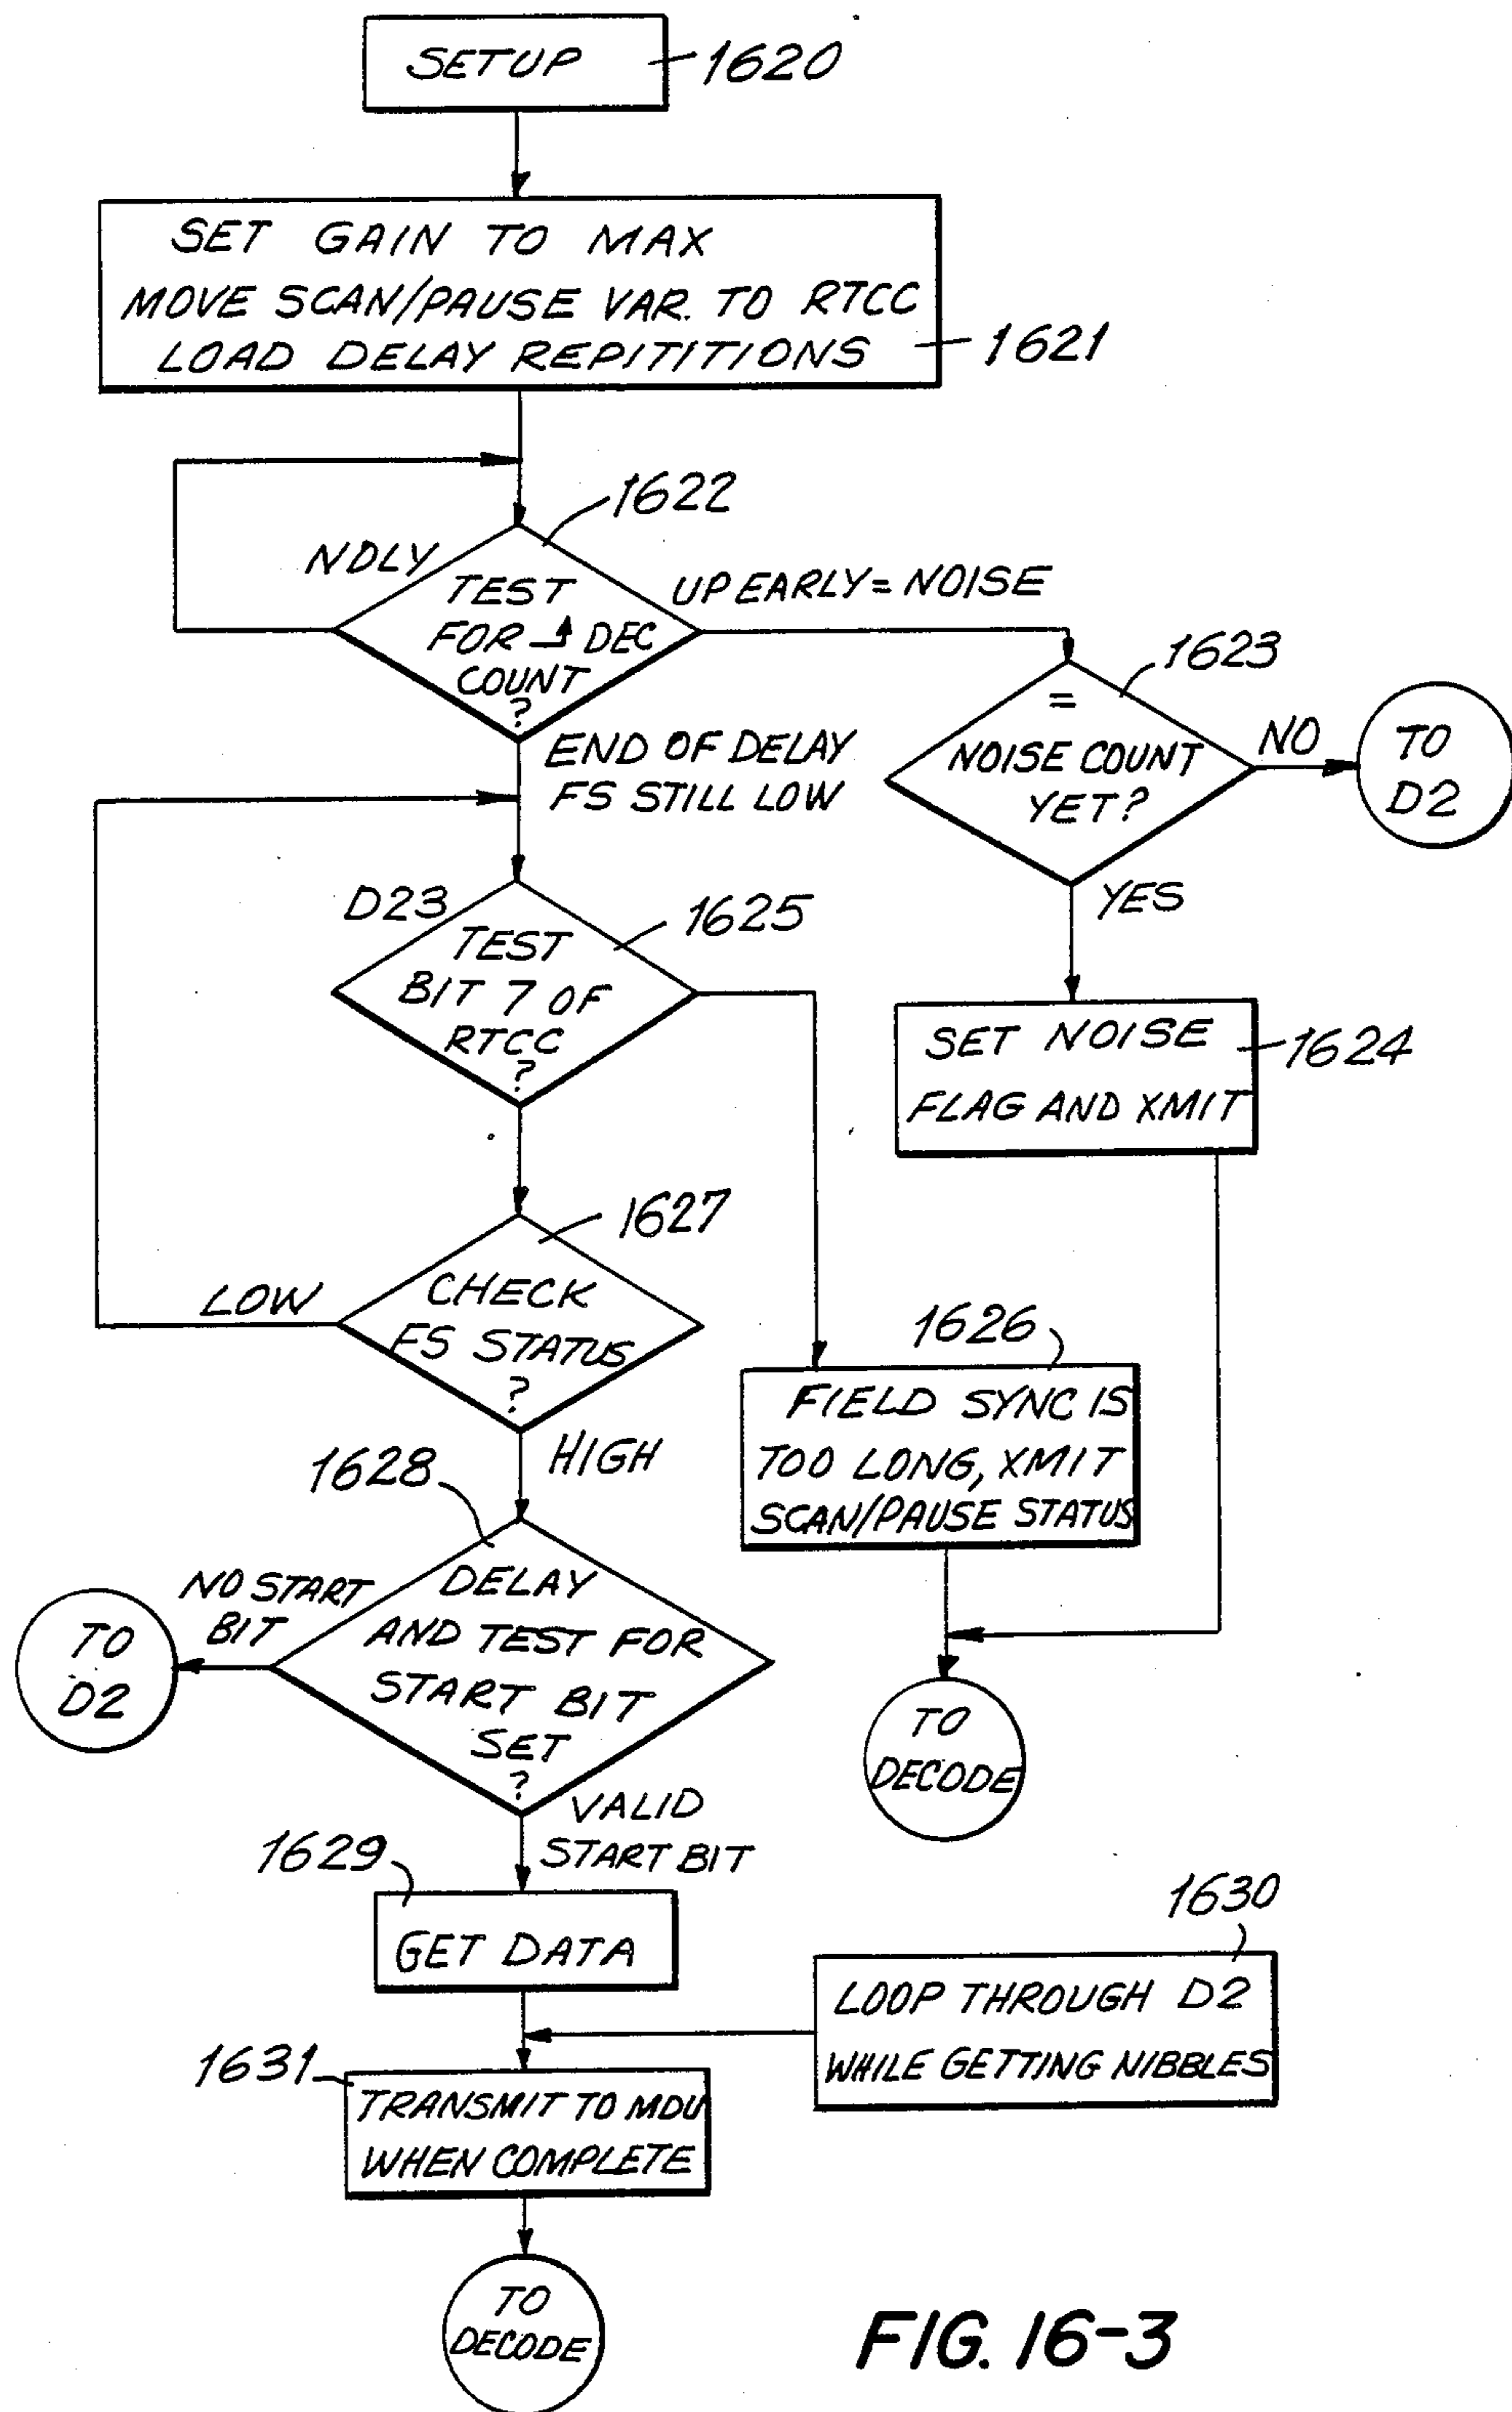 SETUP
1620
SET GAIN TO MAX
MOVE SCAN/PAUSE VAR. TO RTCC
LOAD DELAY REPITITIONS
1621
1622
NDLY
TEST
FOR DEC
COUNT
?
UP EARLY = NOISE
1623
=
NOISE COUNT
YET?
NO
TO
D2
END OF DELAY
FS STILL LOW
YES
D23
1625
TEST
BIT 7 OF
RTCC
?
SET NOISE
FLAG AND XMIT
1624
1627
LOW
CHECK
FS STATUS
?
HIGH
1626
FIELD SYNC IS
TOO LONG, XMIT
SCAN/PAUSE STATUS
1628
NO START
BIT
TO
D2
DELAY
AND TEST FOR
START BIT
SET
?
TO
DECODE
VALID
START BIT
1629
GET DATA
1630
LOOP THROUGH D2
WHILE GETTING NIBBLES
1631
TRANSMIT TO MDU
WHEN COMPLETE
TO
DECODE
FIG. 16-3